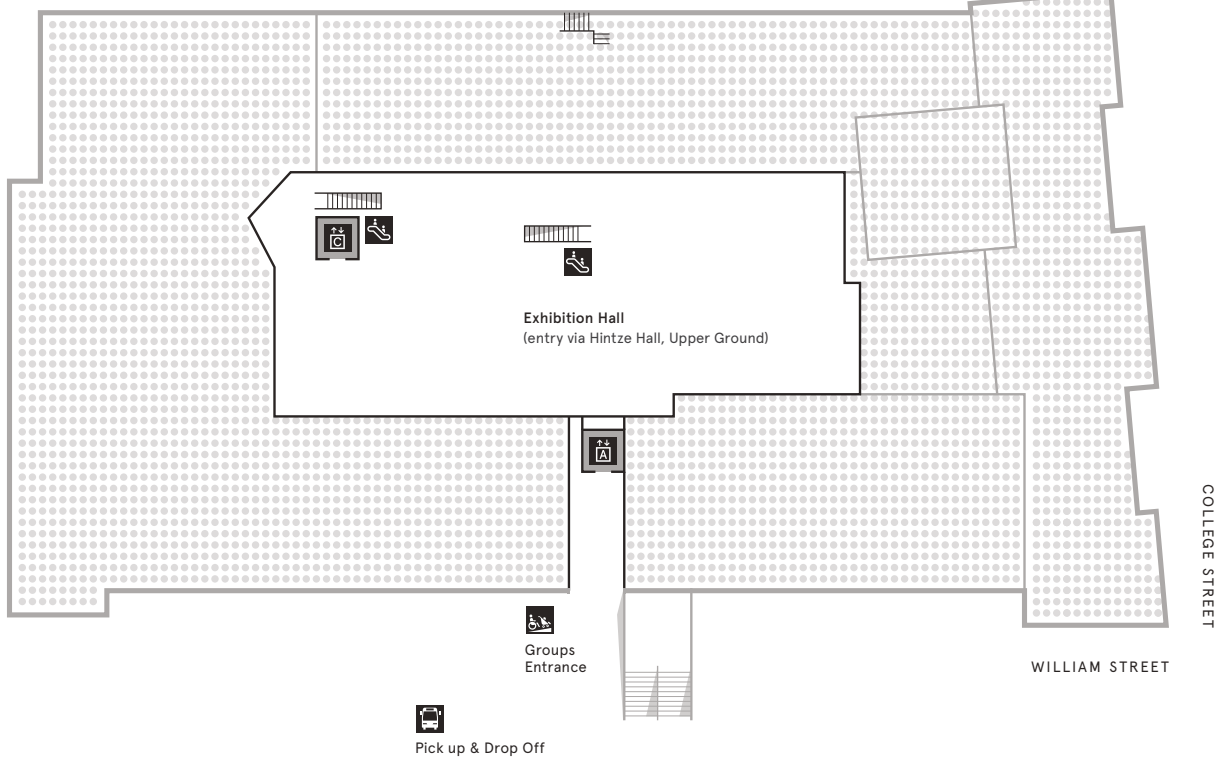 C
Exhibition Hall
(entry via Hintze Hall, Upper Ground)
A
COLLEGE STREET
Groups
Entrance
WILLIAM STREET
Pick up & Drop Off